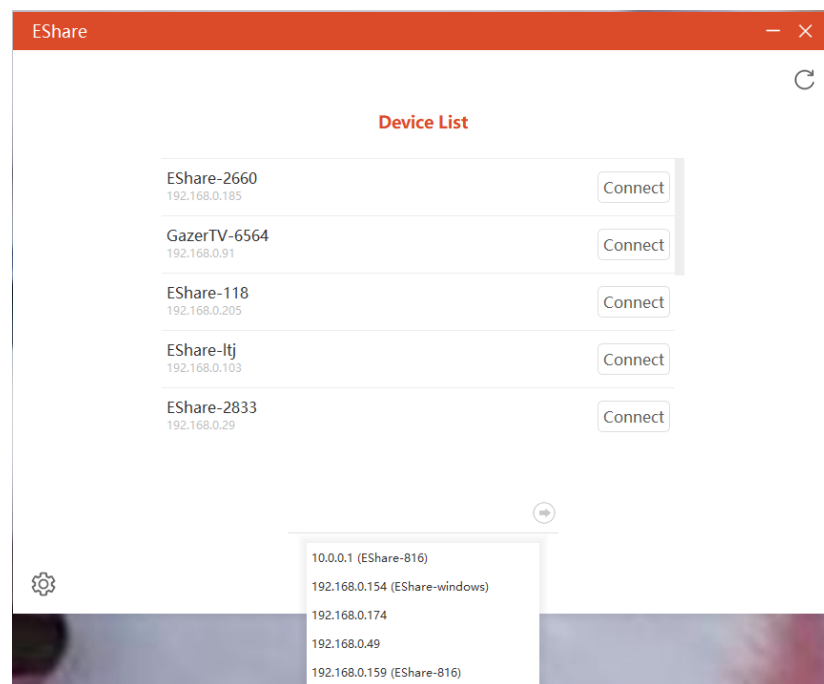 EShare
Device List
EShare-2660
192.168.0.185
Connect
GazerTV-6564
192.168.0.91
Connect
EShare-118
192.168.0.205
Connect
EShare-ltj
192.168.0.103
Connect
EShare-2833
192.168.0.29
Connect
10.0.0.1 (EShare-816)
192.168.0.154 (EShare-windows)
192.168.0.174
192.168.0.49
192.168.0.159 (EShare-816)